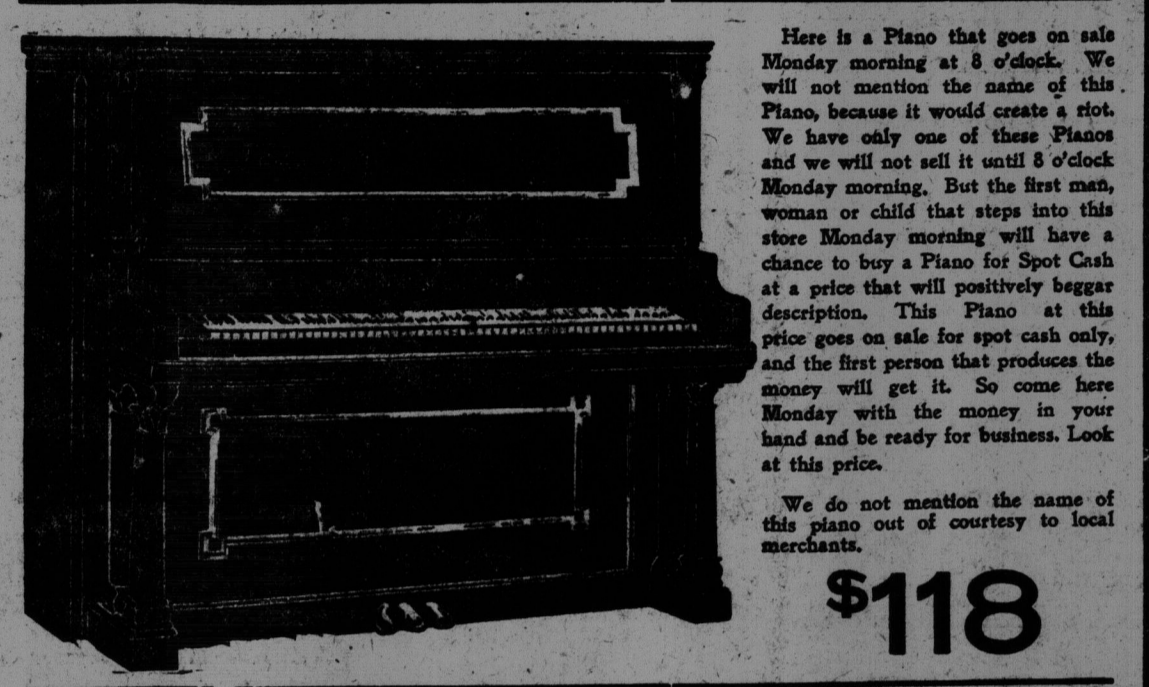 Here is a Piano that goes on sale
Monday morning at 8 o'clock. We
will not mention the name of this
Piano, because it would create a riot.
We have only one of these Pianos
and we will not sell it until 8 o'clock
Monday morning. But the first man,
woman or child that steps into this
store Monday morning will have a
chance to buy a Piano for Spot Cash
at a price that will positively beggar
description. This Piano at this
price goes on sale for spot cash only,
and the first person that produces the
money will get it. So come here
Monday with the money in your
hand and be ready for business. Look
at this price.
We do not mention the name of
this piano out of courtesy to local
merchants.
$118